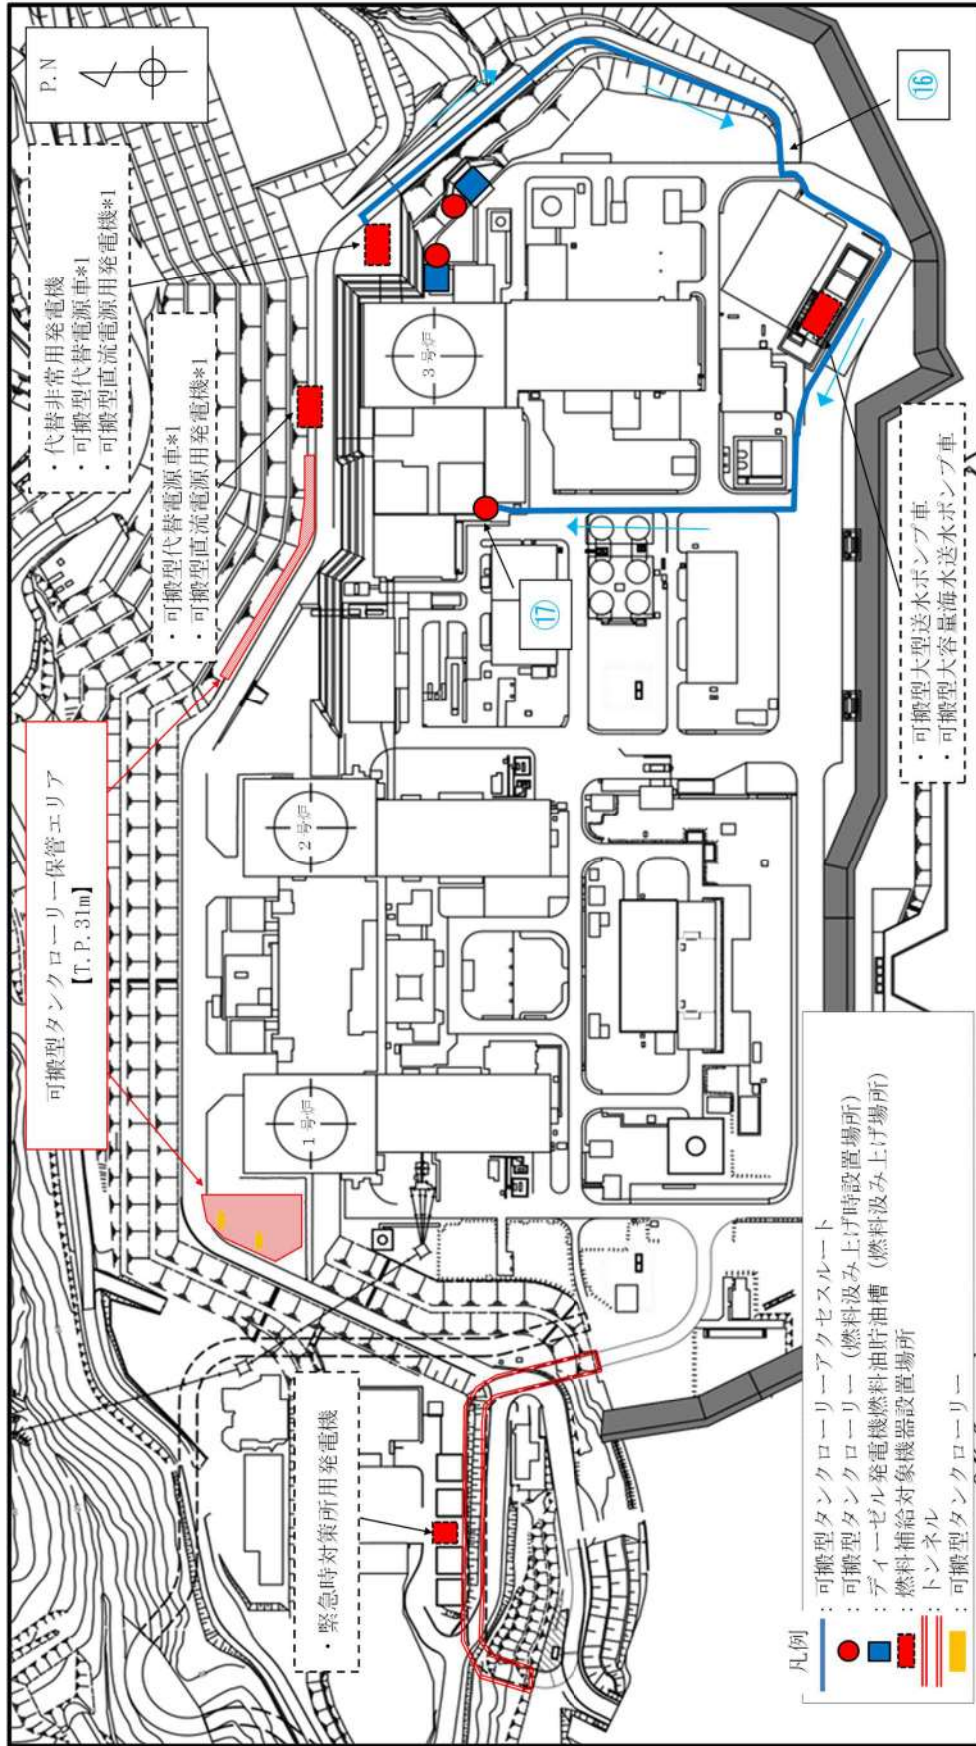 P.N
・代替非常用発電機
・可搬型代替電源車*1
・可搬型直流電源用発電機*1
・可搬型代替電源車*1
・可搬型直流電源用発電機*1
可搬型タンクローリー保管エリア
【T.P.31m】
・緊急時対策所用発電機
⑯
⑰
3号炉
2号炉
1号炉
・可搬型大型送水ポンプ車
・可搬型大容量海水送水ポンプ車
凡例
：可搬型タンクローリーアクセスルート
：可搬型タンクローリー（燃料汲み上げ時設置場所）
：ディーゼル発電機燃料油貯油槽（燃料汲み上げ場所）
：燃料補給対象機器設置場所
：トンネル
：可搬型タンクローリー